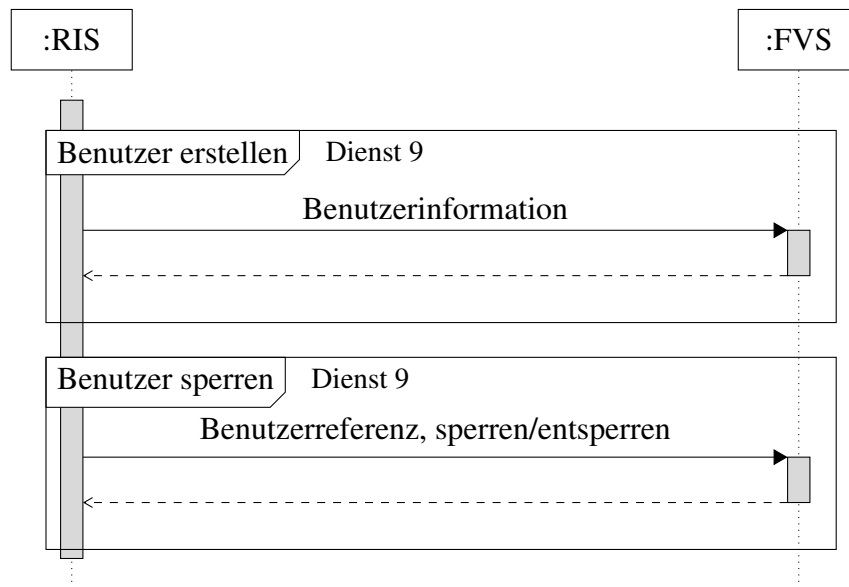 :RIS
:FVS
Benutzer erstellen
Dienst 9
Benutzerinformation
Benutzer sperren
Dienst 9
Benutzerreferenz, sperren/entsperren